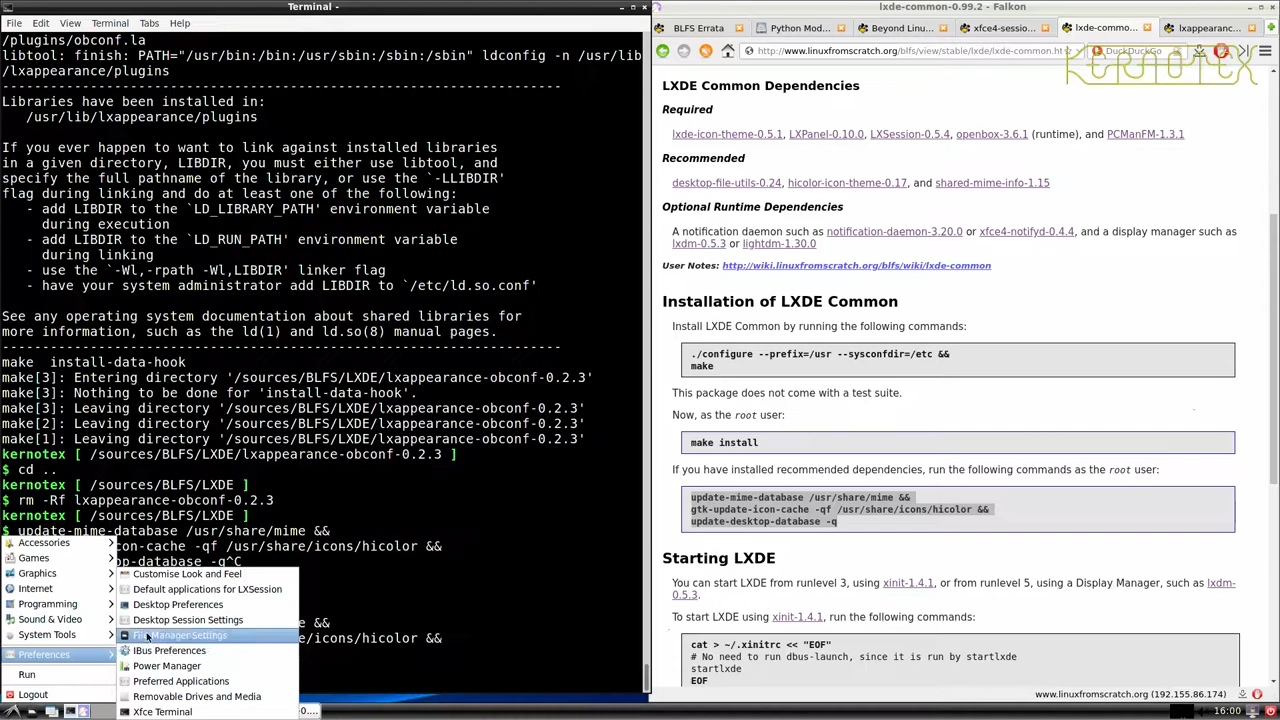 Terminal -
File Edit View Terminal Tabs Help
/plugins/obconf.la
libtool: finish: PATH="/usr/bin:/bin:/usr/sbin:/sbin:/sbin" ldconfig -n /usr/lib
/lxappearance/plugins
----------------------------------------------------------------------
Libraries have been installed in:
/usr/lib/lxappearance/plugins
If you ever happen to want to link against installed libraries
in a given directory, LIBDIR, you must either use libtool, and
specify the full pathname of the library, or use the `-LLIBDIR'
flag during linking and do at least one of the following:
- add LIBDIR to the `LD_LIBRARY_PATH' environment variable
during execution
- add LIBDIR to the `LD_RUN_PATH' environment variable
during linking
- use the `-Wl,-rpath -Wl,LIBDIR' linker flag
- have your system administrator add LIBDIR to `/etc/ld.so.conf'
See any operating system documentation about shared libraries for
more information, such as the ld(1) and ld.so(8) manual pages.
----------------------------------------------------------------------
make  install-data-hook
make[3]: Entering directory '/sources/BLFS/LXDE/lxappearance-obconf-0.2.3'
make[3]: Nothing to be done for 'install-data-hook'.
make[3]: Leaving directory '/sources/BLFS/LXDE/lxappearance-obconf-0.2.3'
make[2]: Leaving directory '/sources/BLFS/LXDE/lxappearance-obconf-0.2.3'
make[1]: Leaving directory '/sources/BLFS/LXDE/lxappearance-obconf-0.2.3'
kernotex [ /sources/BLFS/LXDE/lxappearance-obconf-0.2.3 ]
$ cd ..
kernotex [ /sources/BLFS/LXDE ]
$ rm -Rf lxappearance-obconf-0.2.3
kernotex [ /sources/BLFS/LXDE ]
$ update-mime-database /usr/share/mime &&
con-cache -qf /usr/share/icons/hicolor &&
op-database -q^C
e &&
/share/icons/hicolor &&
Accessories
Games
Graphics
Internet
Programming
Sound & Video
System Tools
Preferences
Run
Logout
Customise Look and Feel
Default applications for LXSession
Desktop Preferences
Desktop Session Settings
File Manager Settings
IBus Preferences
Power Manager
Preferred Applications
Removable Drives and Media
Xfce Terminal
0....
lxde-common-0.99.2 - Falkon
BLFS Errata
Python Mod...
Beyond Linu...
xfce4-sessio...
lxde-commo...
lxappearanc...
http://www.linuxfromscratch.org/blfs/view/stable/lxde/lxde-common.ht
DuckDuckGo
KERNOTEX
LXDE Common Dependencies
Required
lxde-icon-theme-0.5.1, LXPanel-0.10.0, LXSession-0.5.4, openbox-3.6.1 (runtime), and PCManFM-1.3.1
Recommended
desktop-file-utils-0.24, hicolor-icon-theme-0.17, and shared-mime-info-1.15
Optional Runtime Dependencies
A notification daemon such as notification-daemon-3.20.0 or xfce4-notifyd-0.4.4, and a display manager such as
lxdm-0.5.3 or lightdm-1.30.0
User Notes: http://wiki.linuxfromscratch.org/blfs/wiki/lxde-common
Installation of LXDE Common
Install LXDE Common by running the following commands:
./configure --prefix=/usr --sysconfdir=/etc &&
make
This package does not come with a test suite.
Now, as the root user:
make install
If you have installed recommended dependencies, run the following commands as the root user:
update-mime-database /usr/share/mime &&
gtk-update-icon-cache -qf /usr/share/icons/hicolor &&
update-desktop-database -q
Starting LXDE
You can start LXDE from runlevel 3, using xinit-1.4.1, or from runlevel 5, using a Display Manager, such as lxdm-
0.5.3.
To start LXDE using xinit-1.4.1, run the following commands:
cat > ~/.xinitrc << "EOF"
# No need to run dbus-launch, since it is run by startlxde
startlxde
EOF
www.linuxfromscratch.org (192.155.86.174)
16:00